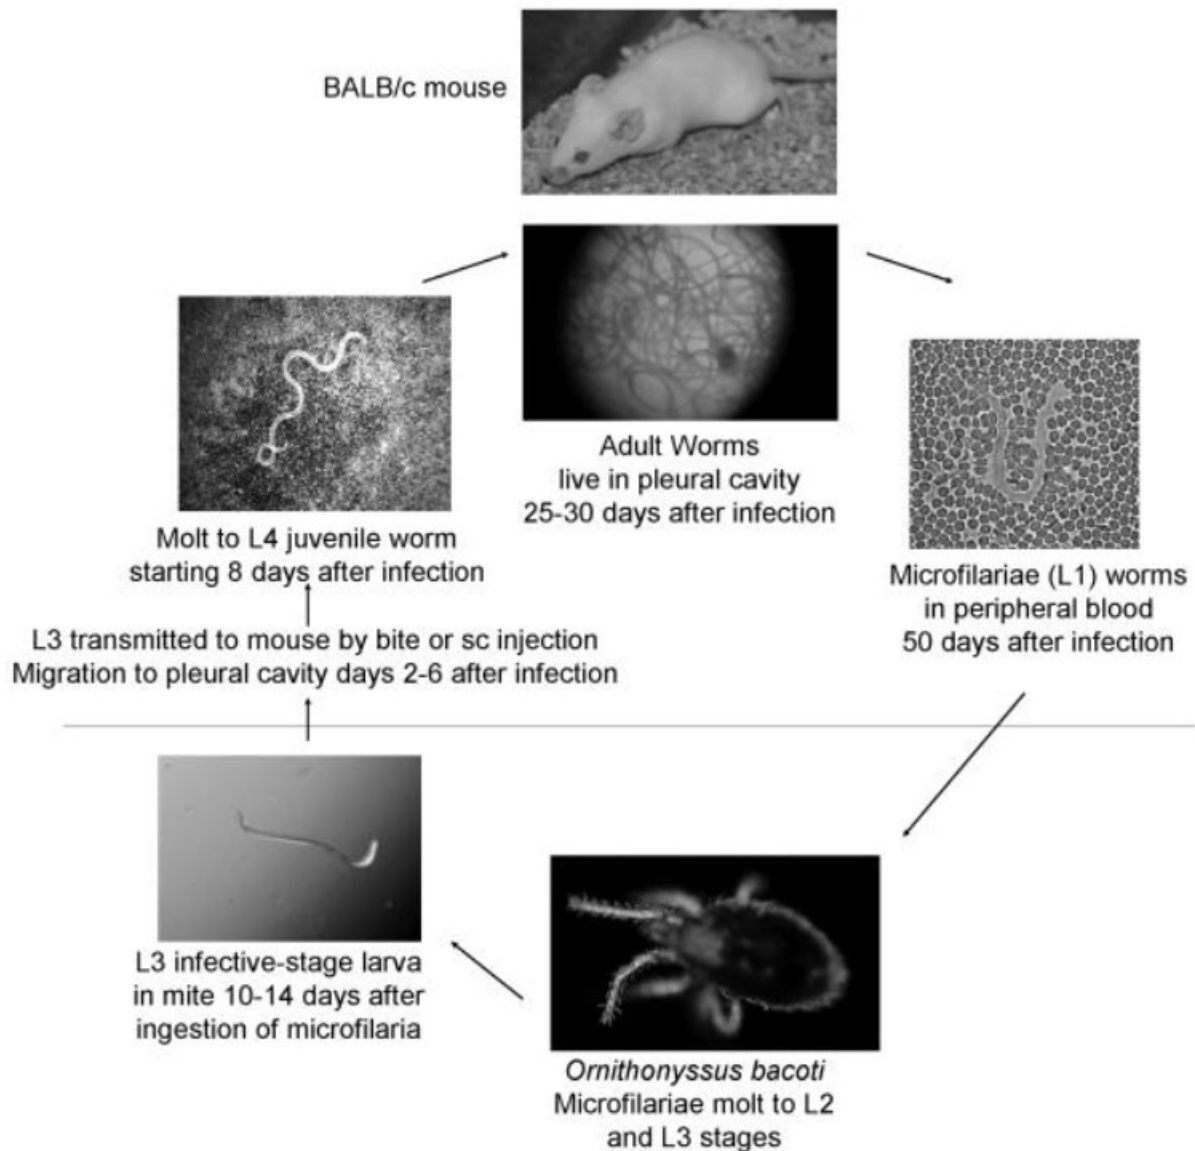 BALB/c mouse
Adult Worms
live in pleural cavity
25-30 days after infection
Molt to L4 juvenile worm
starting 8 days after infection
Microfilariae (L1) worms
in peripheral blood
50 days after infection
L3 transmitted to mouse by bite or sc injection
Migration to pleural cavity days 2-6 after infection
L3 infective-stage larva
in mite 10-14 days after
ingestion of microfilaria
Ornithonyssus bacoti
Microfilariae molt to L2
and L3 stages